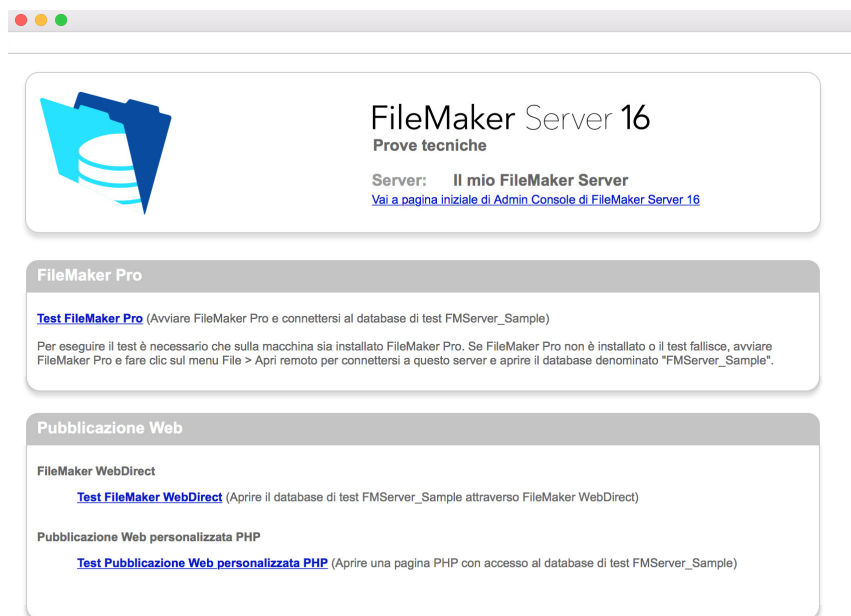 FileMaker Server 16
Prove tecniche
Server: Il mio FileMaker Server
Vai a pagina iniziale di Admin Console di FileMaker Server 16
FileMaker Pro
Test FileMaker Pro (Avviare FileMaker Pro e connettersi al database di test FMServer_Sample)
Per eseguire il test è necessario che sulla macchina sia installato FileMaker Pro. Se FileMaker Pro non è installato o il test fallisce, avviare
FileMaker Pro e fare clic sul menu File > Apri remoto per connettersi a questo server e aprire il database denominato "FMServer_Sample".
Pubblicazione Web
FileMaker WebDirect
Test FileMaker WebDirect (Aprire il database di test FMServer_Sample attraverso FileMaker WebDirect)
Pubblicazione Web personalizzata PHP
Test Pubblicazione Web personalizzata PHP (Aprire una pagina PHP con accesso al database di test FMServer_Sample)